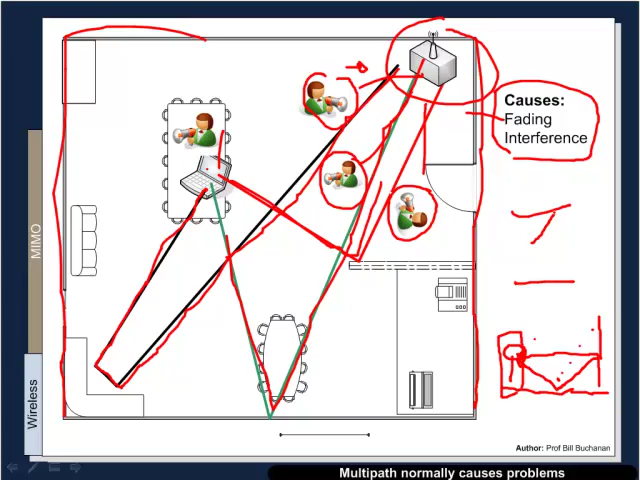 Causes:
Fading
Interference
MIMO
Wireless
Author: Prof Bill Buchanan
Multipath normally causes problems